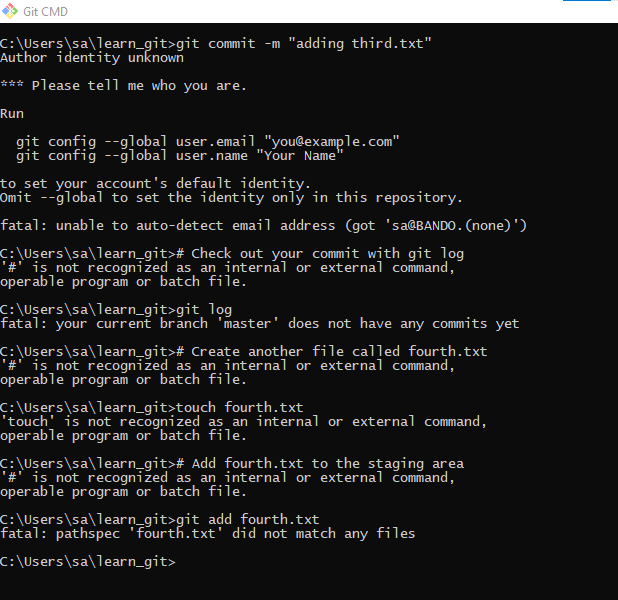 Git CMD
C:\Users\sa\learn_git>git commit -m "adding third.txt"
Author identity unknown
*** Please tell me who you are.
Run
git config --global user.email "you@example.com"
git config --global user.name "Your Name"
to set your account's default identity.
Omit --global to set the identity only in this repository.
fatal: unable to auto-detect email address (got 'sa@BANDO.(none)')
C:\Users\sa\learn_git># Check out your commit with git log
'#' is not recognized as an internal or external command,
operable program or batch file.
C:\Users\sa\learn_git>git log
fatal: your current branch 'master' does not have any commits yet
C:\Users\sa\learn_git># Create another file called fourth.txt
'#' is not recognized as an internal or external command,
operable program or batch file.
C:\Users\sa\learn_git>touch fourth.txt
'touch' is not recognized as an internal or external command,
operable program or batch file.
C:\Users\sa\learn_git># Add fourth.txt to the staging area
'#' is not recognized as an internal or external command,
operable program or batch file.
C:\Users\sa\learn_git>git add fourth.txt
fatal: pathspec 'fourth.txt' did not match any files
C:\Users\sa\learn_git>